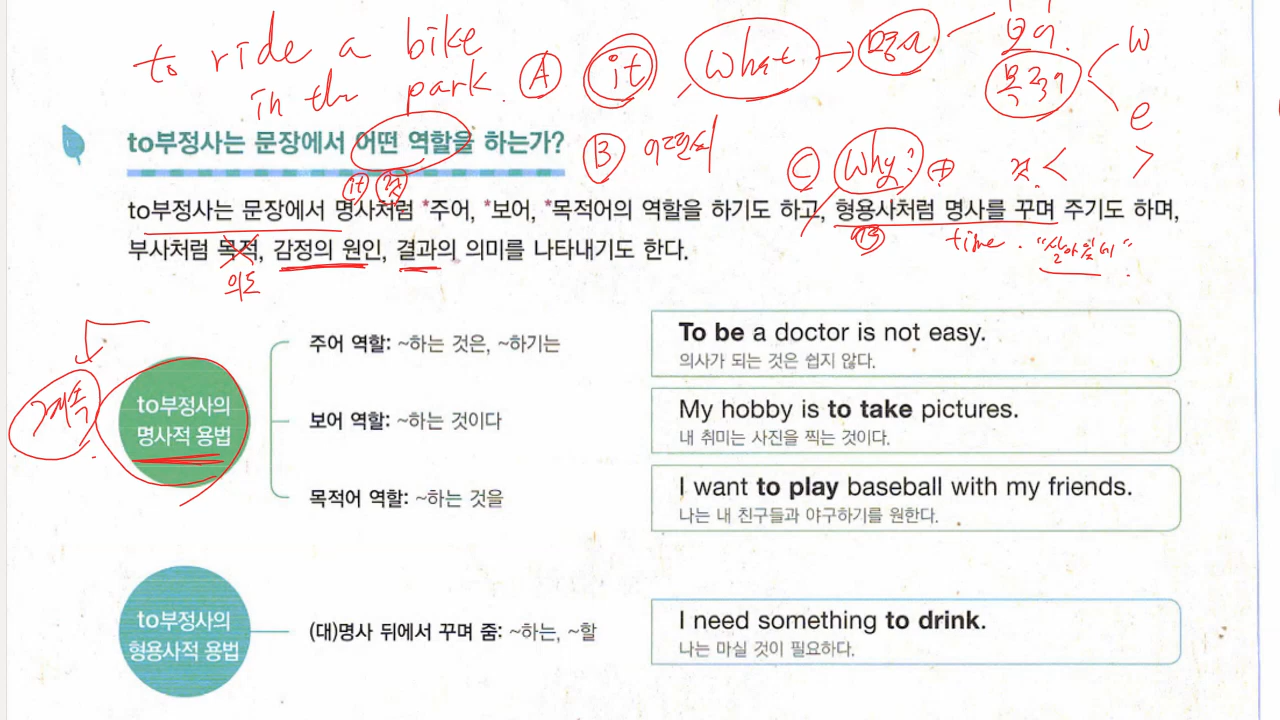 to ride a bike
in the park.
A it what → 명사
보어.
목적어
w
e
to부정사는 문장에서 어떤 역할을 하는가?
B 어떤
C Why?
it 것
것. < >
to부정사는 문장에서 명사처럼 *주어, *보어, *목적어의 역할을 하기도 하고, 형용사처럼 명사를 꾸며 주기도 하며,
time.
부사처럼 목적, 감정의 원인, 결과의 의미를 나타내기도 한다.
의도
주어 역할: ~하는 것은, ~하기는
To be a doctor is not easy.
의사가 되는 것은 쉽지 않다.
계속
to부정사의
명사적 용법
보어 역할: ~하는 것이다
My hobby is to take pictures.
내 취미는 사진을 찍는 것이다.
목적어 역할: ~하는 것을
I want to play baseball with my friends.
나는 내 친구들과 야구하기를 원한다.
to부정사의
형용사적 용법
(대)명사 뒤에서 꾸며 줌: ~하는, ~할
I need something to drink.
나는 마실 것이 필요하다.